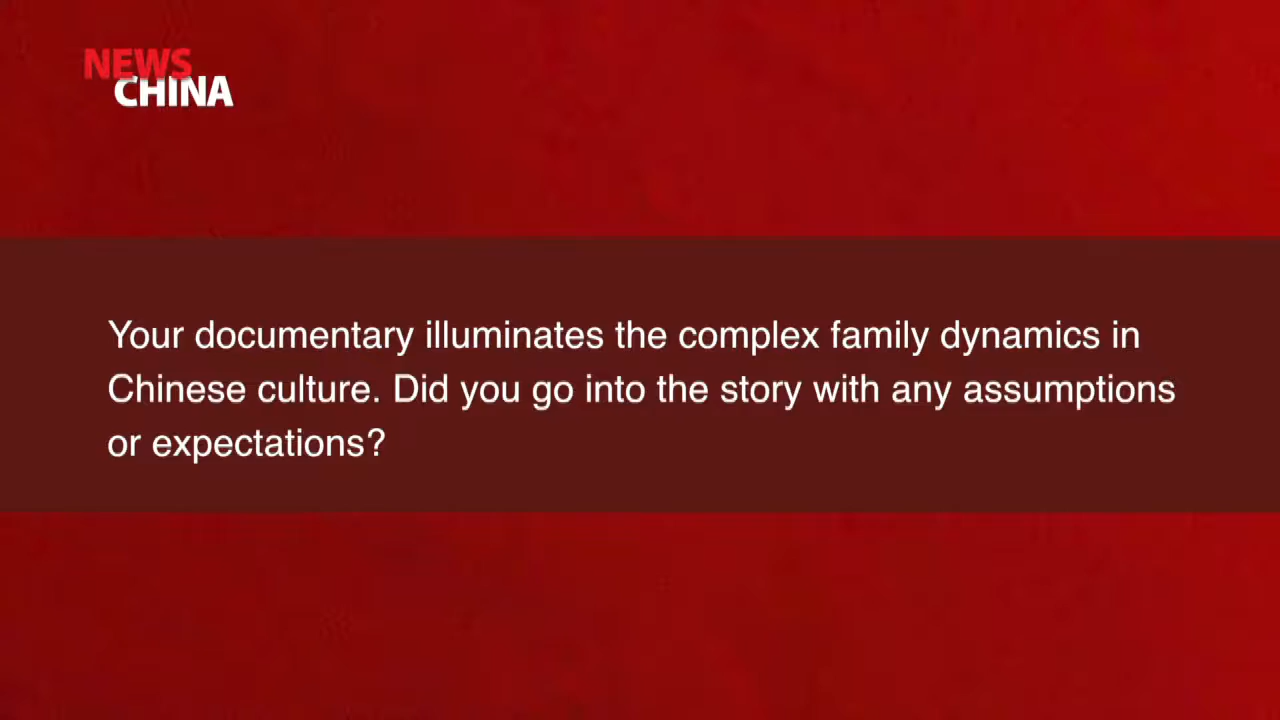 NEWS
CHINA
Your documentary illuminates the complex family dynamics in
Chinese culture. Did you go into the story with any assumptions
or expectations?